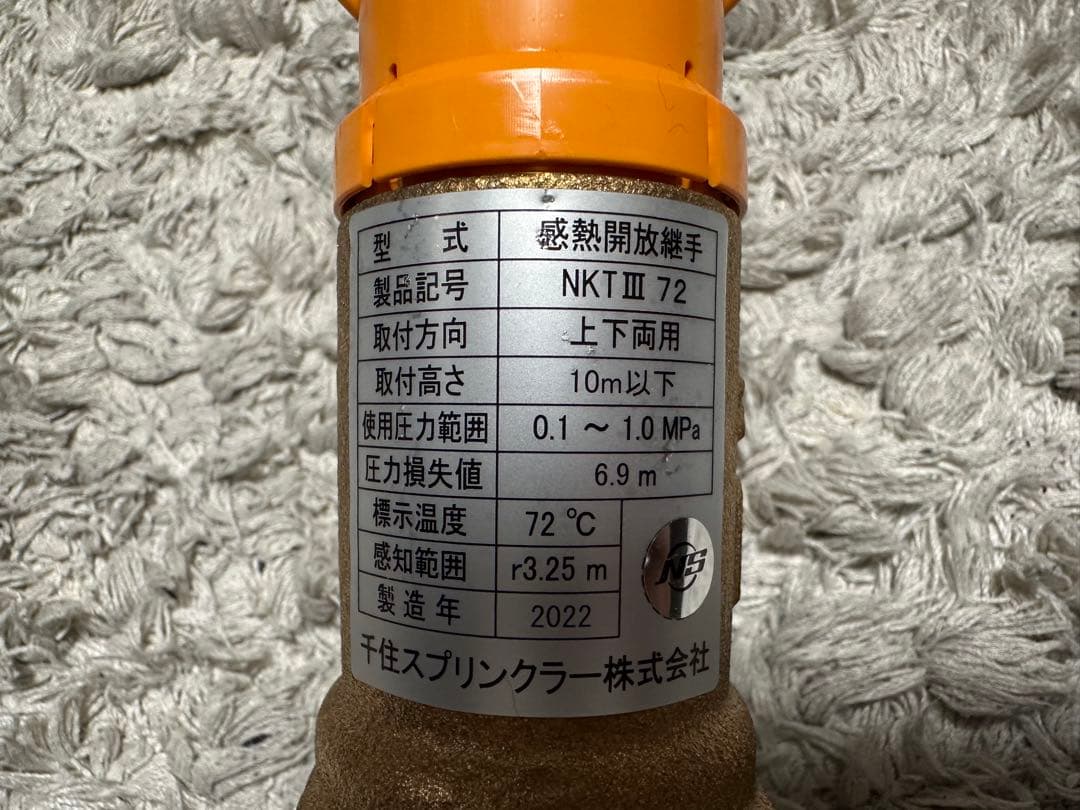 型 式 感熱開放継手
製品記号 NKTⅢ 72
取付方向 上下両用
取付高さ 10m以下
使用圧力範囲 0.1 ～ 1.0 MPa
圧力損失値 6.9 m
標示温度 72 ℃
感知範囲 r3.25 m
NS
製造年 2022
千住スプリンクラー株式会社